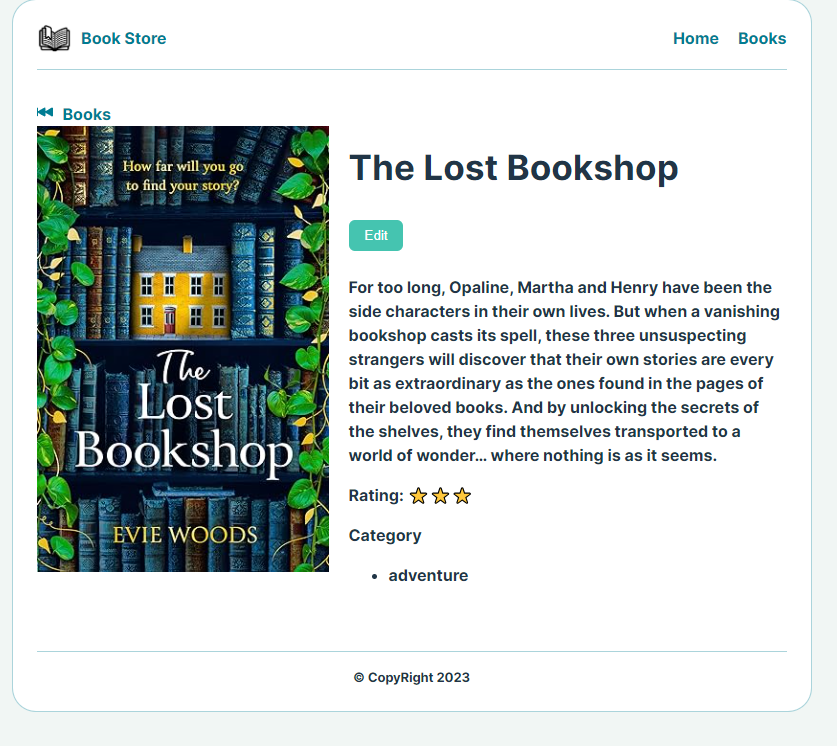 Book Store
Home Books
Books
How far will you go
to find your story?
The
Lost
Bookshop
EVIE WOODS
The Lost Bookshop
Edit
For too long, Opaline, Martha and Henry have been the
side characters in their own lives. But when a vanishing
bookshop casts its spell, these three unsuspecting
strangers will discover that their own stories are every
bit as extraordinary as the ones found in the pages of
their beloved books. And by unlocking the secrets of
the shelves, they find themselves transported to a
world of wonder… where nothing is as it seems.
Rating: ⭐⭐⭐
Category
• adventure
© CopyRight 2023